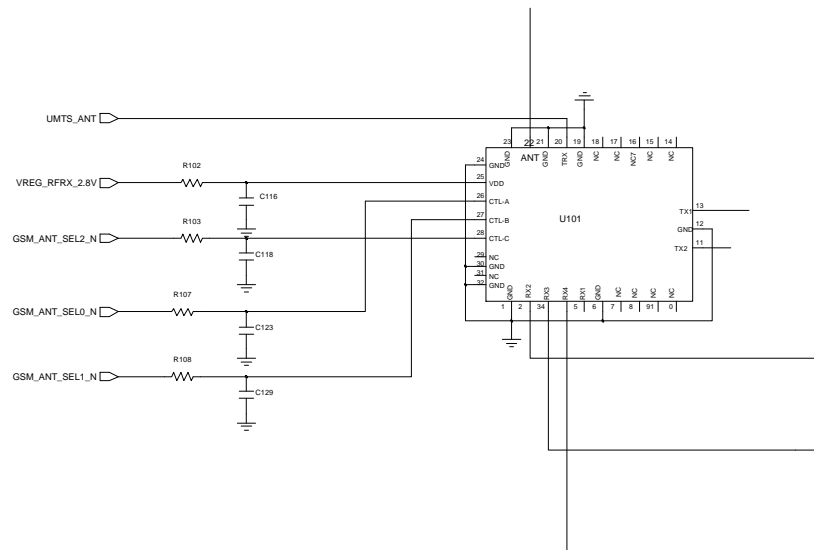 UMTS_ANT
23 22 21 20 19 18 17 16 15 14
GND ANT GND TRX GND NC NC NC7 NC NC
R102
24 GND
VREG_RFRX_2.8V
25 VDD
C116
26 CTL-A
13 TX1
R103
27 CTL-B
U101
12 GND
GSM_ANT_SEL2_N
28 CTL-C
11 TX2
C118
29 NC
30 GND
31 NC
32 GND
R107
GND RX2 RX3 RX4 RX1 GND NC NC NC NC
GSM_ANT_SEL0_N
1 2 34 5 6 7 8 91 0
C123
R108
GSM_ANT_SEL1_N
C129